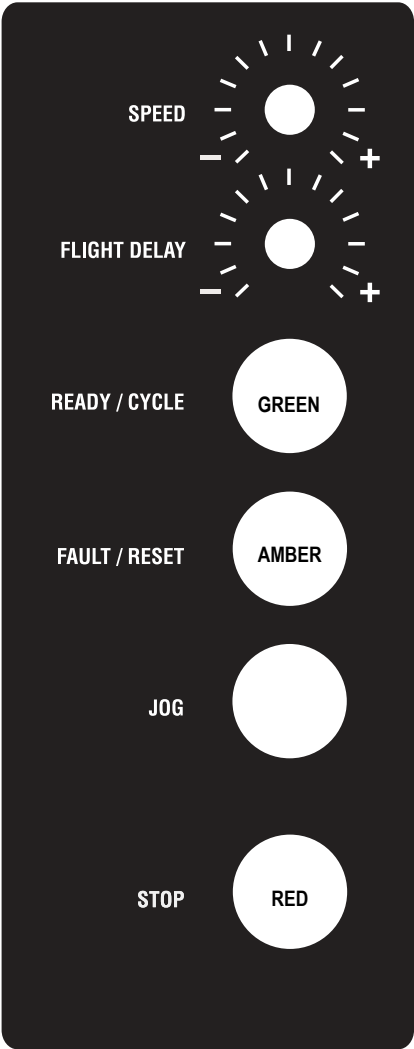 SPEED
− +
FLIGHT DELAY
− +
READY / CYCLE GREEN
FAULT / RESET AMBER
JOG
STOP RED